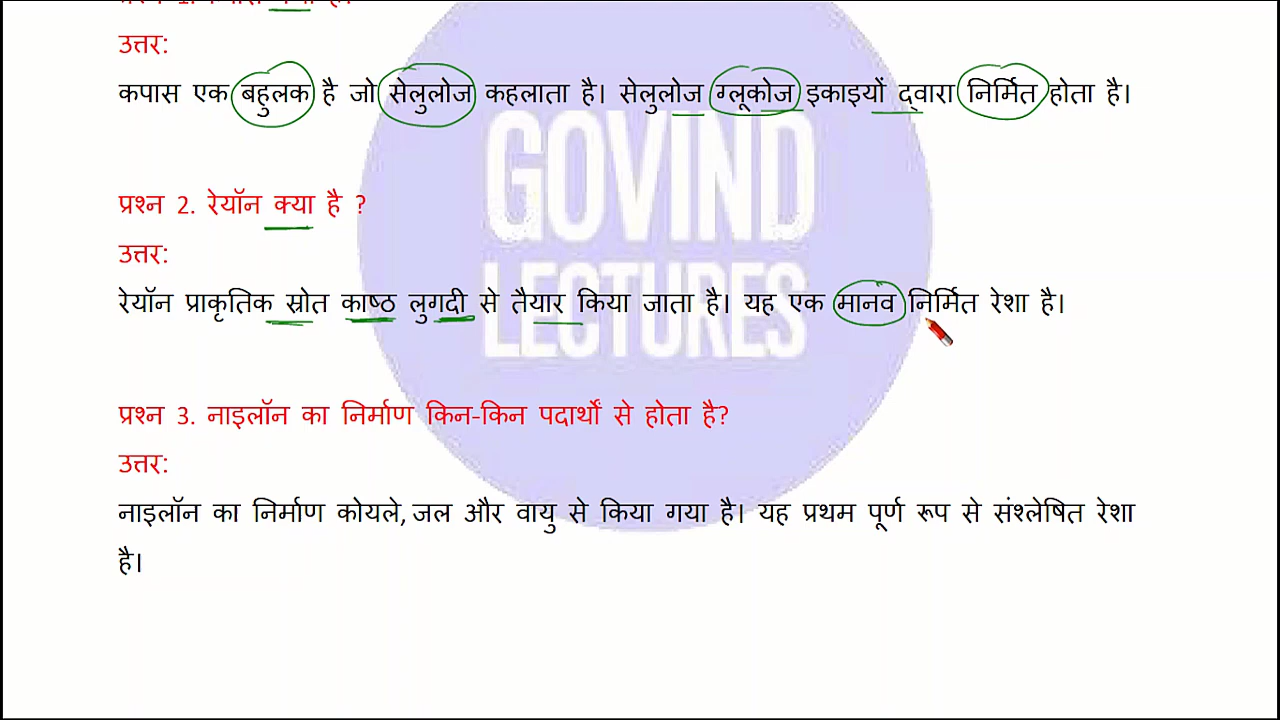 उत्तर:
कपास एक बहुलक है जो सेलुलोज कहलाता है। सेलुलोज ग्लूकोज इकाइयों द्वारा निर्मित होता है।
GOVIND
LECTURES
प्रश्न 2. रेयॉन क्या है ?
उत्तर:
रेयॉन प्राकृतिक स्रोत काष्ठ लुगदी से तैयार किया जाता है। यह एक मानव निर्मित रेशा है।
प्रश्न 3. नाइलॉन का निर्माण किन-किन पदार्थों से होता है?
उत्तर:
नाइलॉन का निर्माण कोयले, जल और वायु से किया गया है। यह प्रथम पूर्ण रूप से संश्लेषित रेशा
है।